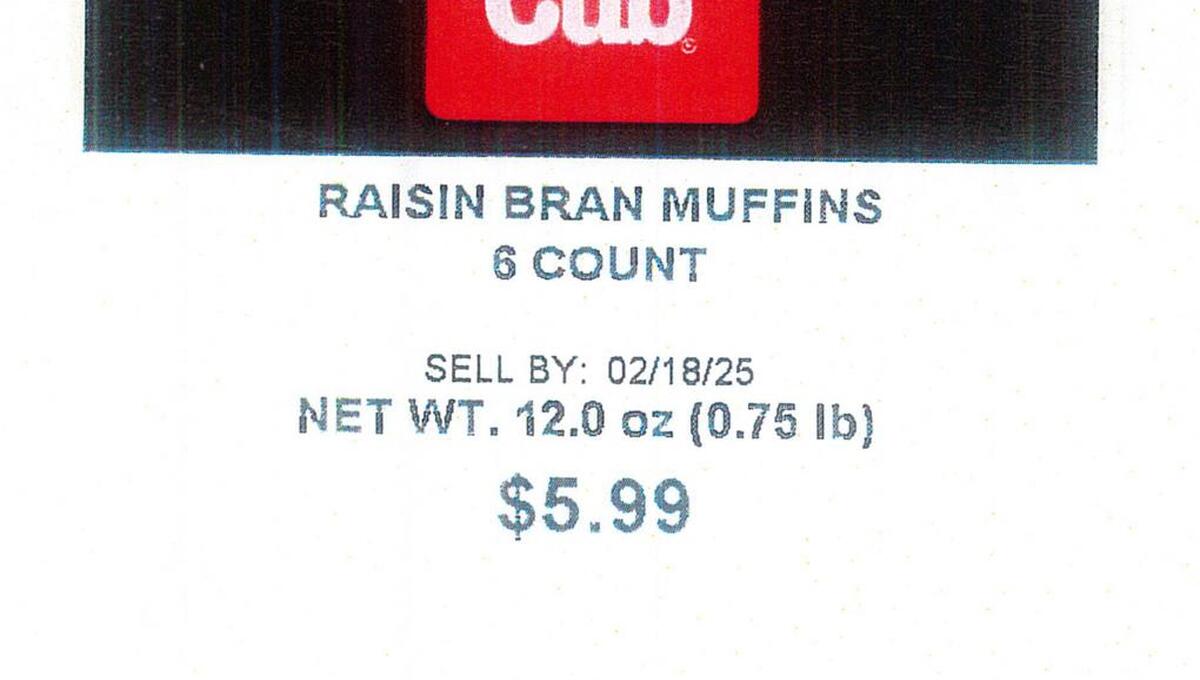 Cub
RAISIN BRAN MUFFINS
6 COUNT
SELL BY: 02/18/25
NET WT. 12.0 oz (0.75 lb)
$5.99